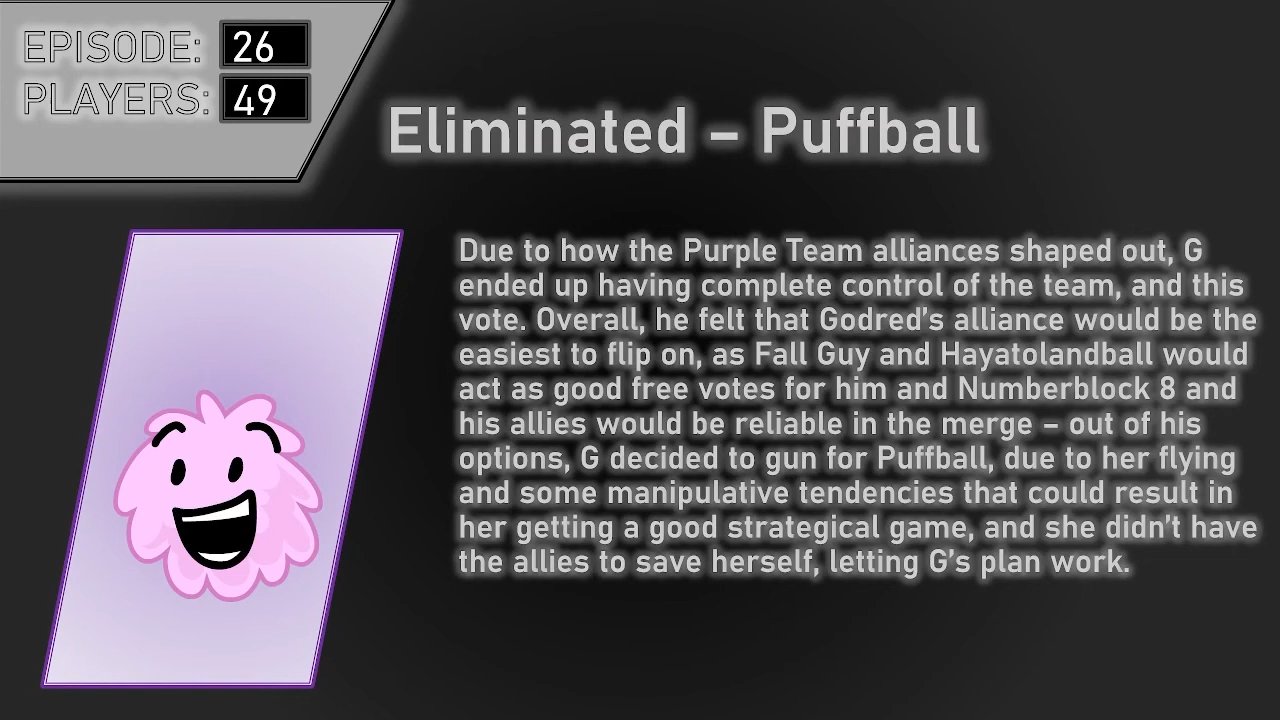 EPISODE: 26
PLAYERS: 49
Eliminated – Puffball
Due to how the Purple Team alliances shaped out, G
ended up having complete control of the team, and this
vote. Overall, he felt that Godred’s alliance would be the
easiest to flip on, as Fall Guy and Hayatolandball would
act as good free votes for him and Numberblock 8 and
his allies would be reliable in the merge – out of his
options, G decided to gun for Puffball, due to her flying
and some manipulative tendencies that could result in
her getting a good strategical game, and she didn’t have
the allies to save herself, letting G’s plan work.